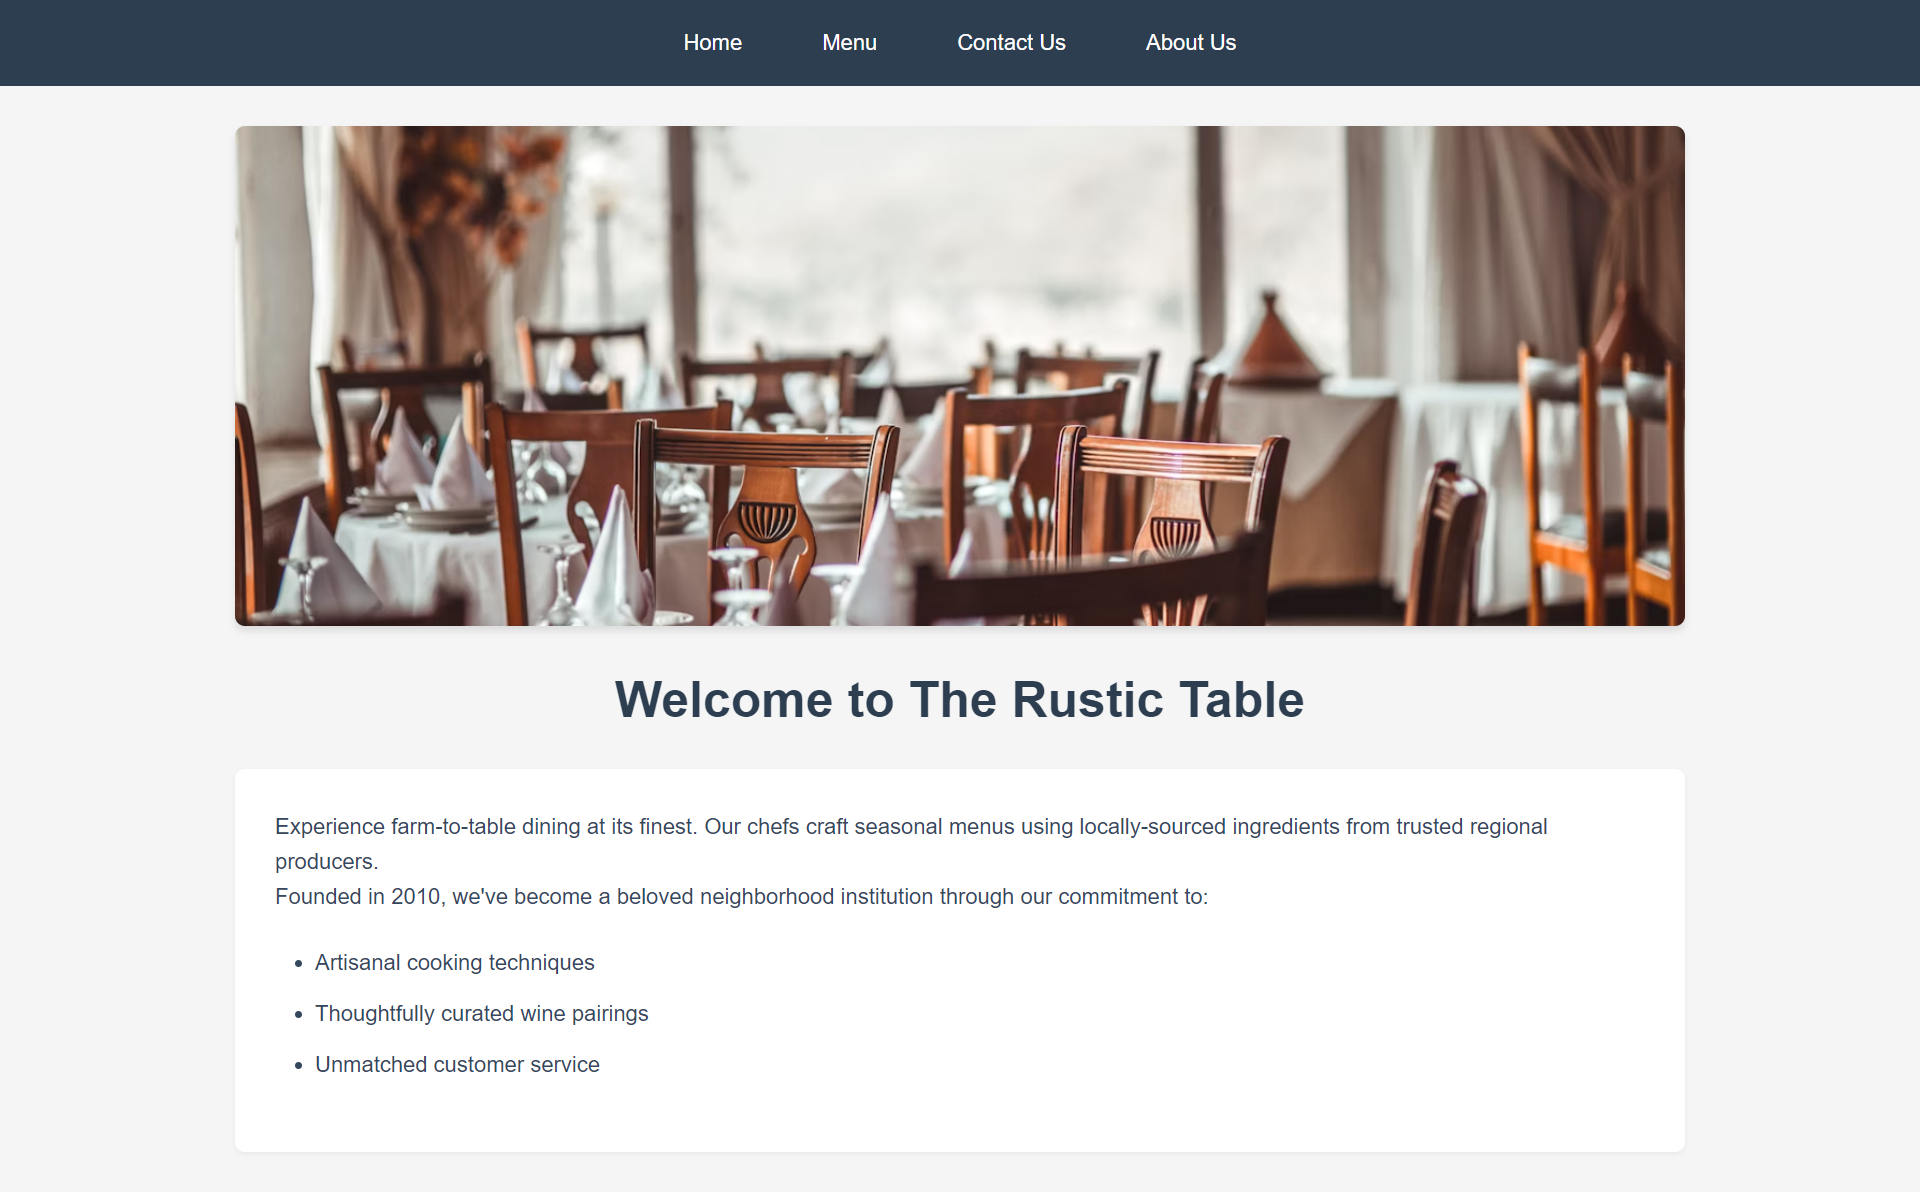 Home Menu Contact Us About Us
Welcome to The Rustic Table
Experience farm-to-table dining at its finest. Our chefs craft seasonal menus using locally-sourced ingredients from trusted regional
producers.
Founded in 2010, we've become a beloved neighborhood institution through our commitment to:
• Artisanal cooking techniques
• Thoughtfully curated wine pairings
• Unmatched customer service